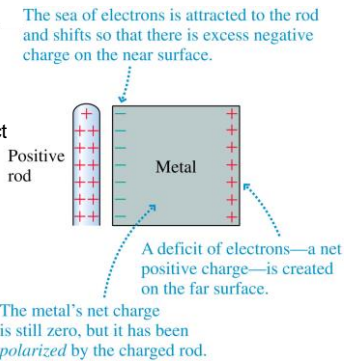 The sea of electrons is attracted to the rod
and shifts so that there is excess negative
charge on the near surface.
ct
Positive
rod
Metal
A deficit of electrons—a net
positive charge—is created
on the far surface.
The metal's net charge
is still zero, but it has been
polarized by the charged rod.